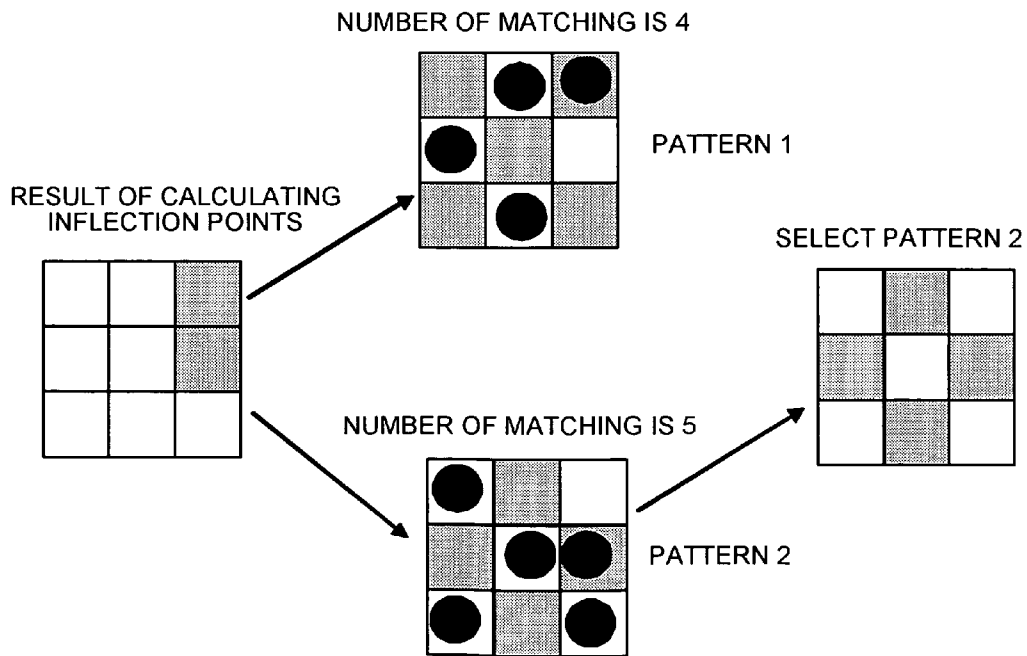 NUMBER OF MATCHING IS 4
PATTERN 1
RESULT OF CALCULATING
INFLECTION POINTS
SELECT PATTERN 2
NUMBER OF MATCHING IS 5
PATTERN 2